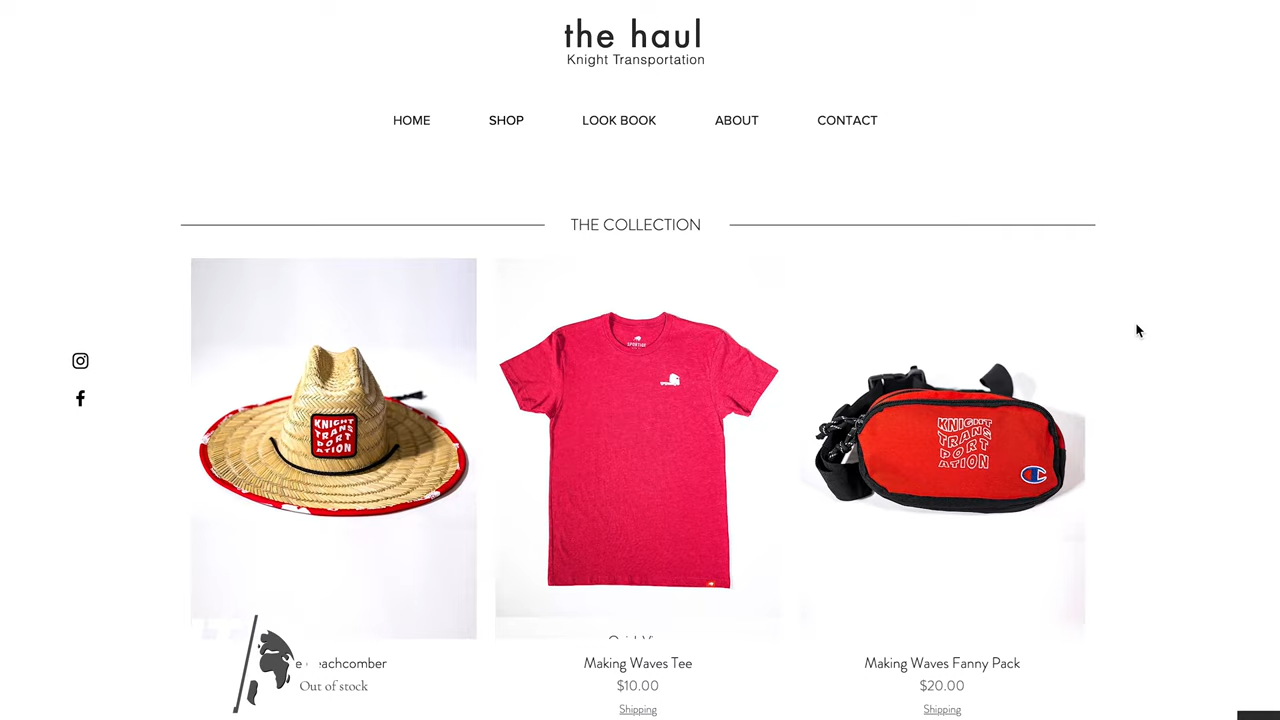 the haul
Knight Transportation
HOME SHOP LOOK BOOK ABOUT CONTACT
THE COLLECTION
KNIGHT
TRANS
PORT
ATION
SPORTIQE
KNIGHT
TRANS
PORT
ATION
Making Waves Tee
Making Waves Fanny Pack
Out of stock
$10.00
$20.00
Shipping
Shipping